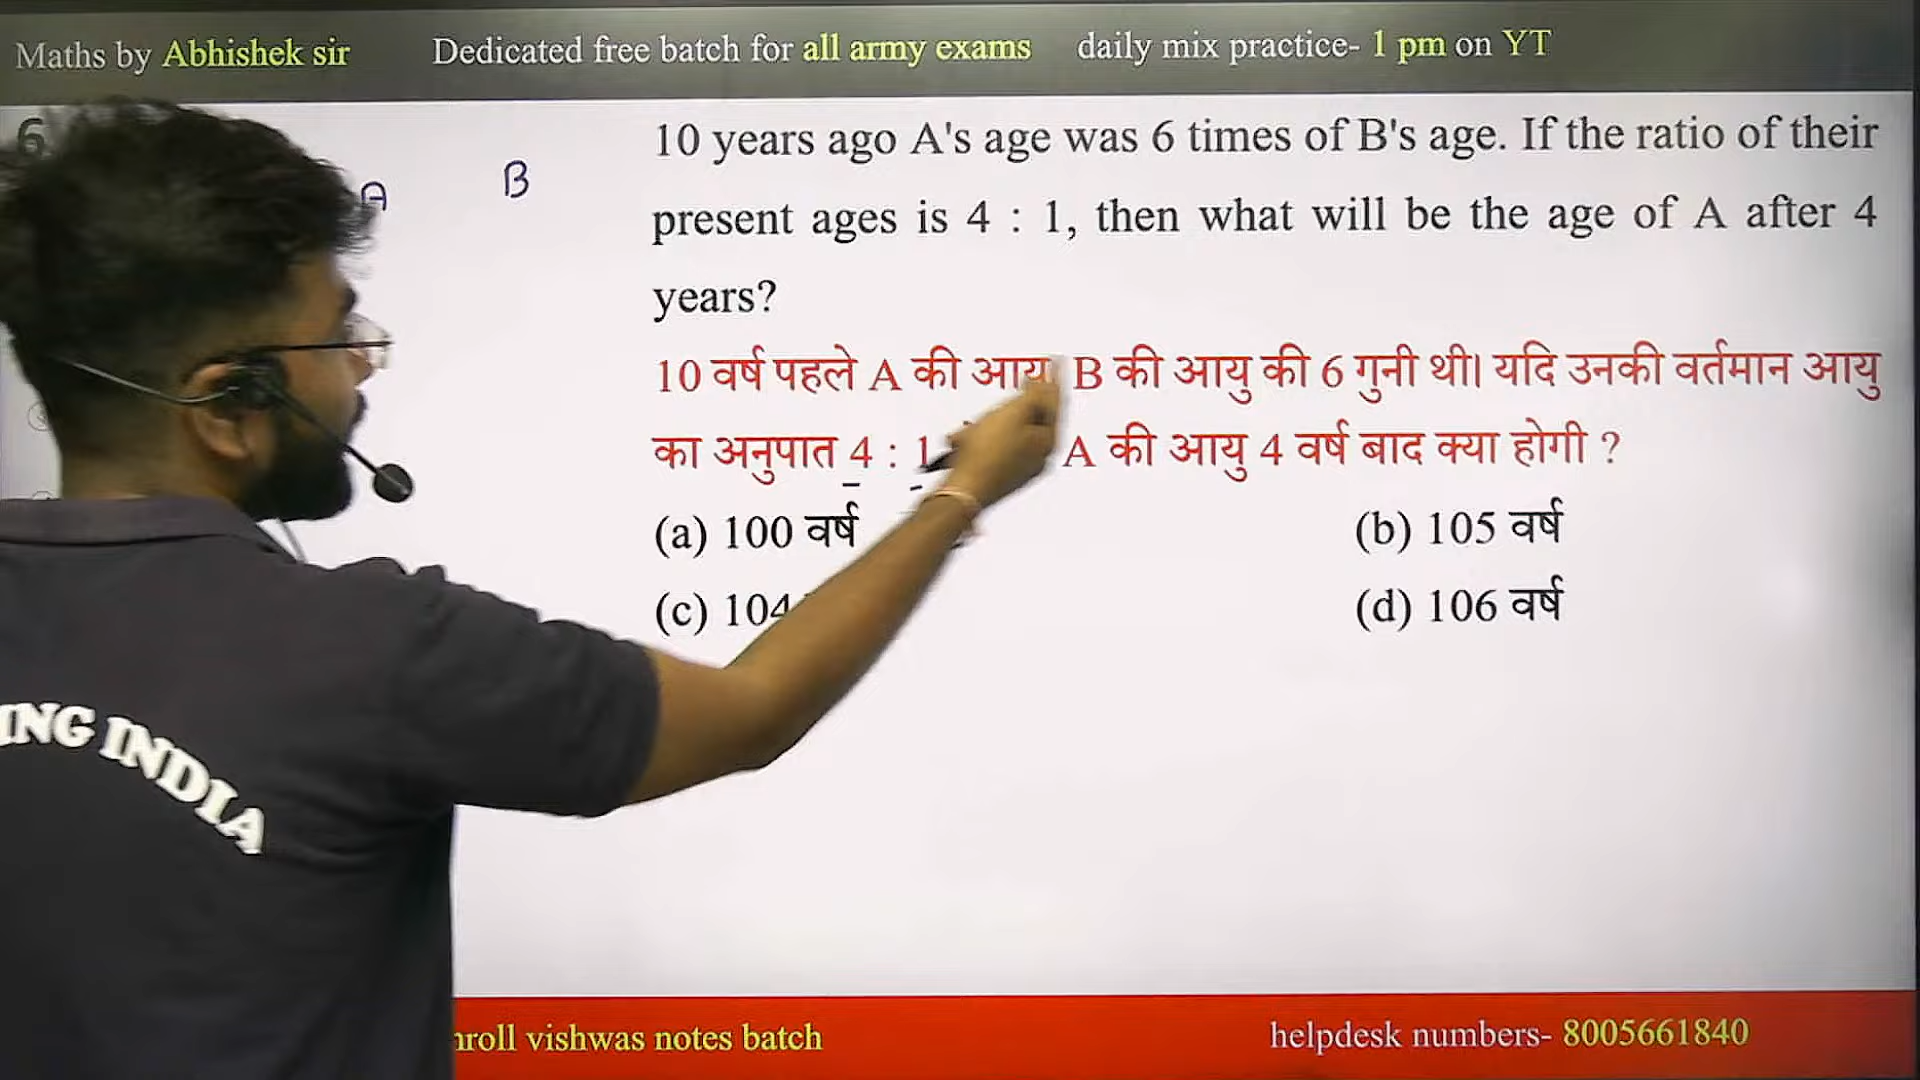 Maths by Abhishek sir Dedicated free batch for all army exams daily mix practice- 1 pm on YT
6
A B
10 years ago A's age was 6 times of B's age. If the ratio of their
present ages is 4 : 1, then what will be the age of A after 4
years?
10 वर्ष पहले A की आयु B की आयु की 6 गुनी थी। यदि उनकी वर्तमान आयु
का अनुपात 4 : 1 A की आयु 4 वर्ष बाद क्या होगी ?
(a) 100 वर्ष (b) 105 वर्ष
(c) 104 (d) 106 वर्ष
ING INDIA
vishwas notes batch helpdesk numbers- 8005661840